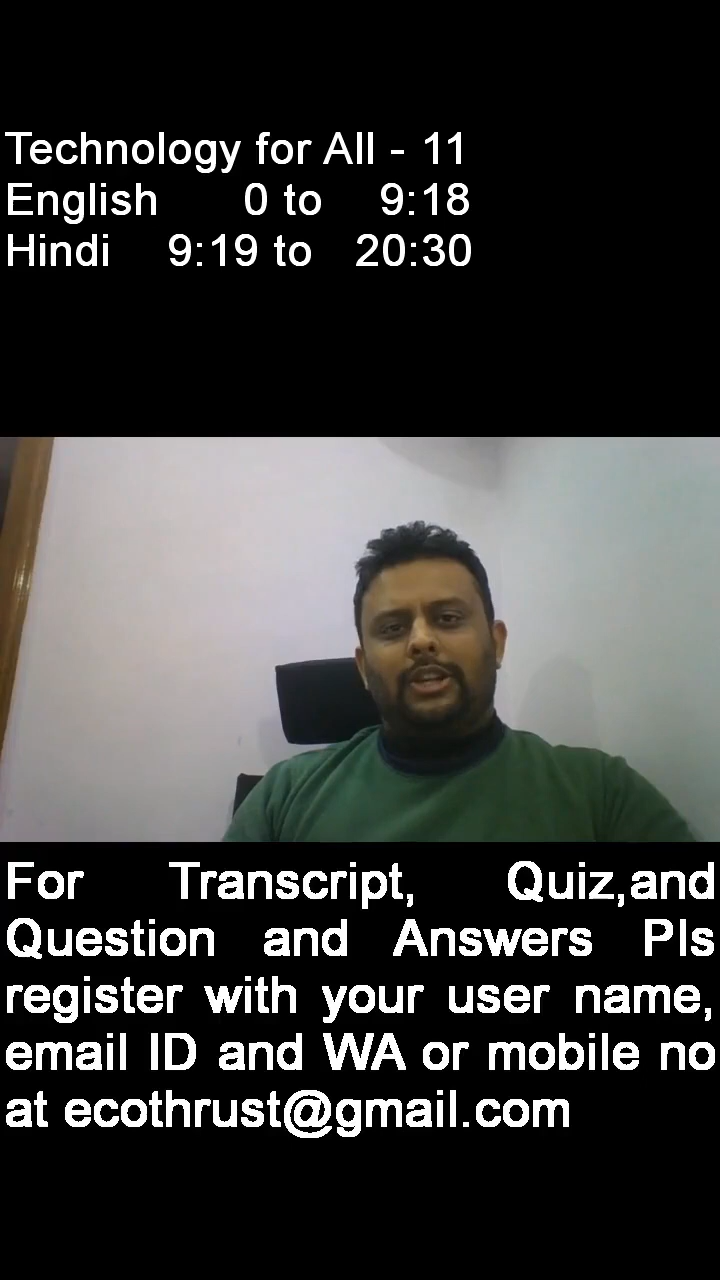 Technology for All - 11
English 0 to 9:18
Hindi 9:19 to 20:30
For Transcript, Quiz,and
Question and Answers Pls
register with your user name,
email ID and WA or mobile no
at ecothrust@gmail.com